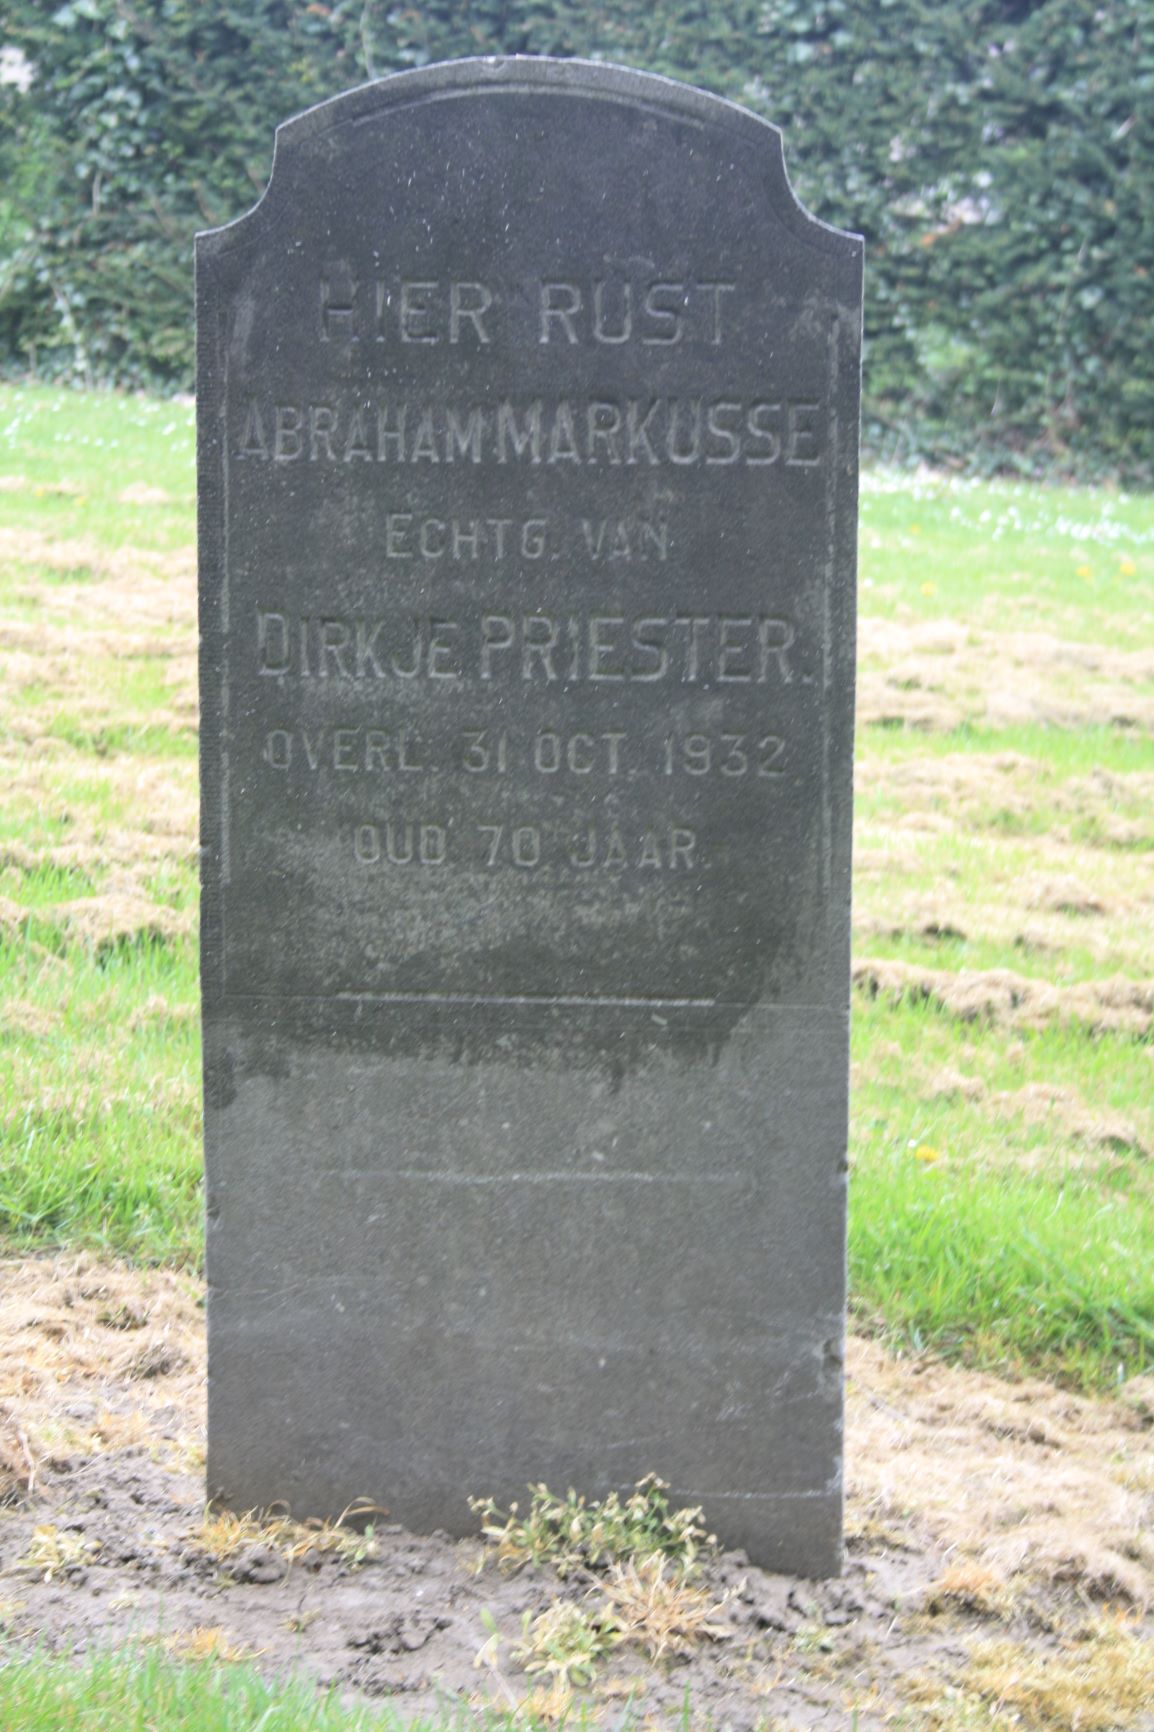 HIER RUST
ABRAHAM MARKUSSE
ECHTG. VAN
DIRKJE PRIESTER.
OVERL. 31 OCT. 1932
OUD 70 JAAR.